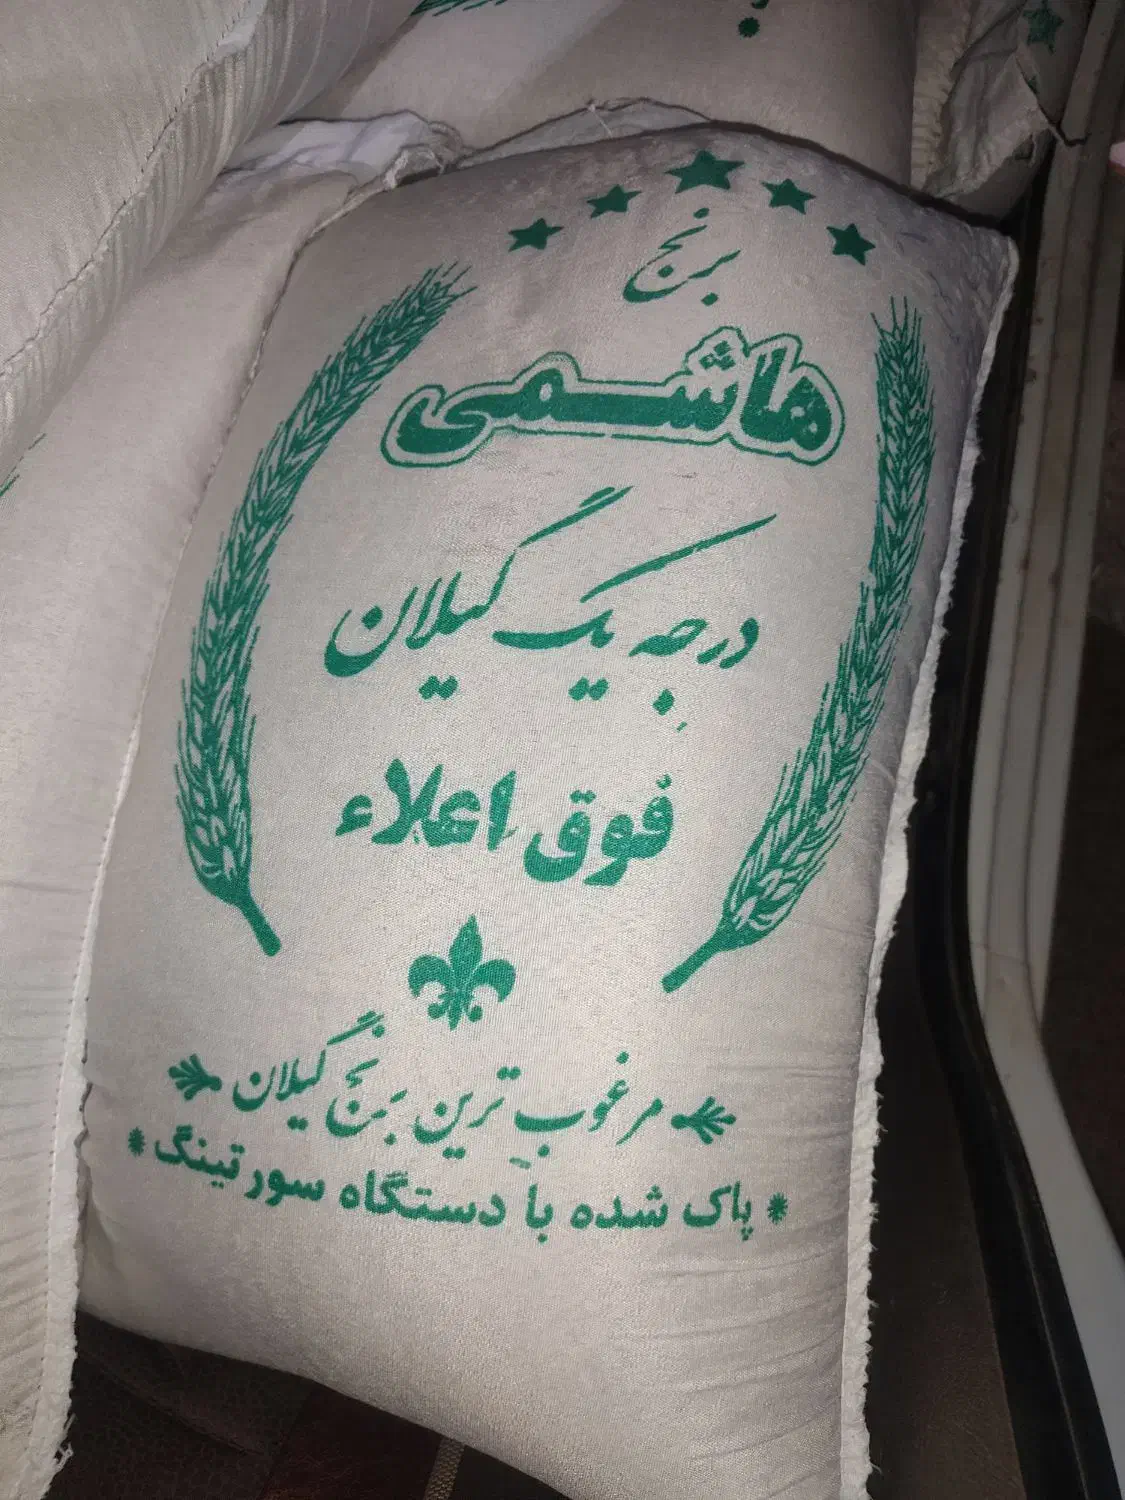 برنج
هاشمی
درجه یک گیلان
فوق اعلاء
مرغوب ترین برنج گیلان
پاک شده با دستگاه سورتینگ